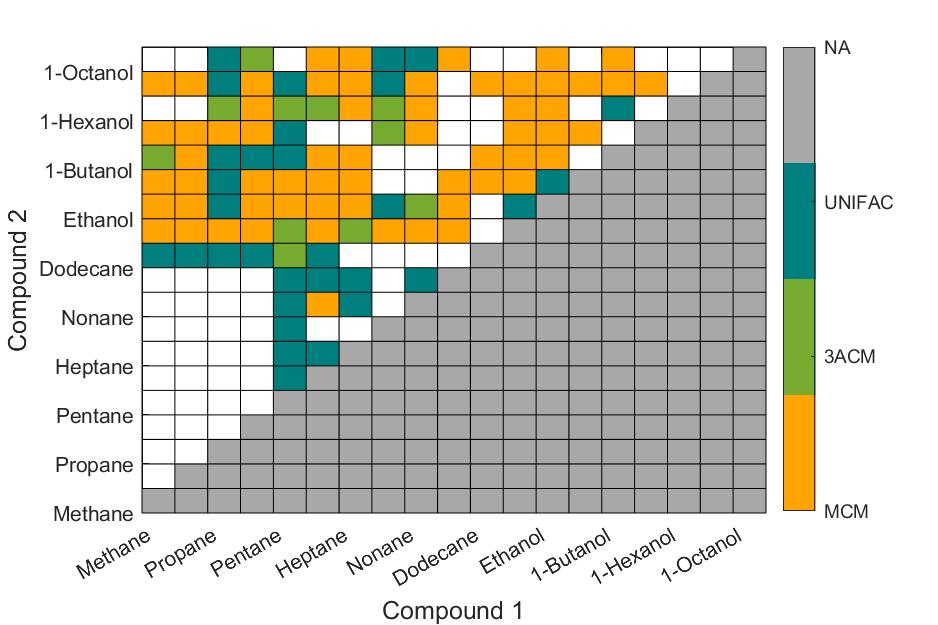 NA
1-Octanol
1-Hexanol
UNIFAC
1-Butanol
Ethanol
Dodecane
Nonane
3ACM
Heptane
Pentane
Propane
Methane
MCM
Compound 2
Methane
Propane
Pentane
Heptane
Nonane
Dodecane
Ethanol
1-Butanol
1-Hexanol
1-Octanol
Compound 1